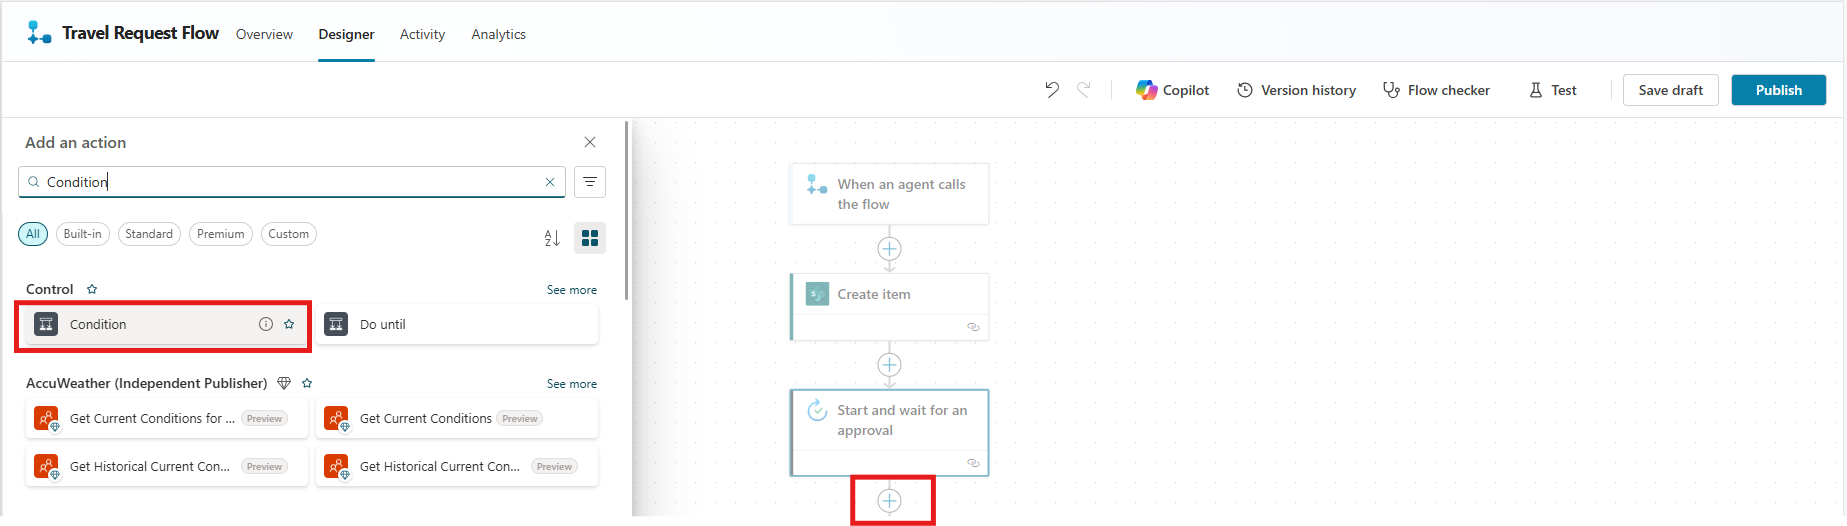 Travel Request Flow Overview Designer Activity Analytics
Copilot Version history Flow checker Test Save draft Publish
Add an action
Condition
All Built-in Standard Premium Custom
A
Z
Control See more
Condition Do until
AccuWeather (Independent Publisher) See more
Get Current Conditions for ... Preview Get Current Conditions Preview
Get Historical Current Con... Preview Get Historical Current Con... Preview
When an agent calls
the flow
Create item
Start and wait for an
approval